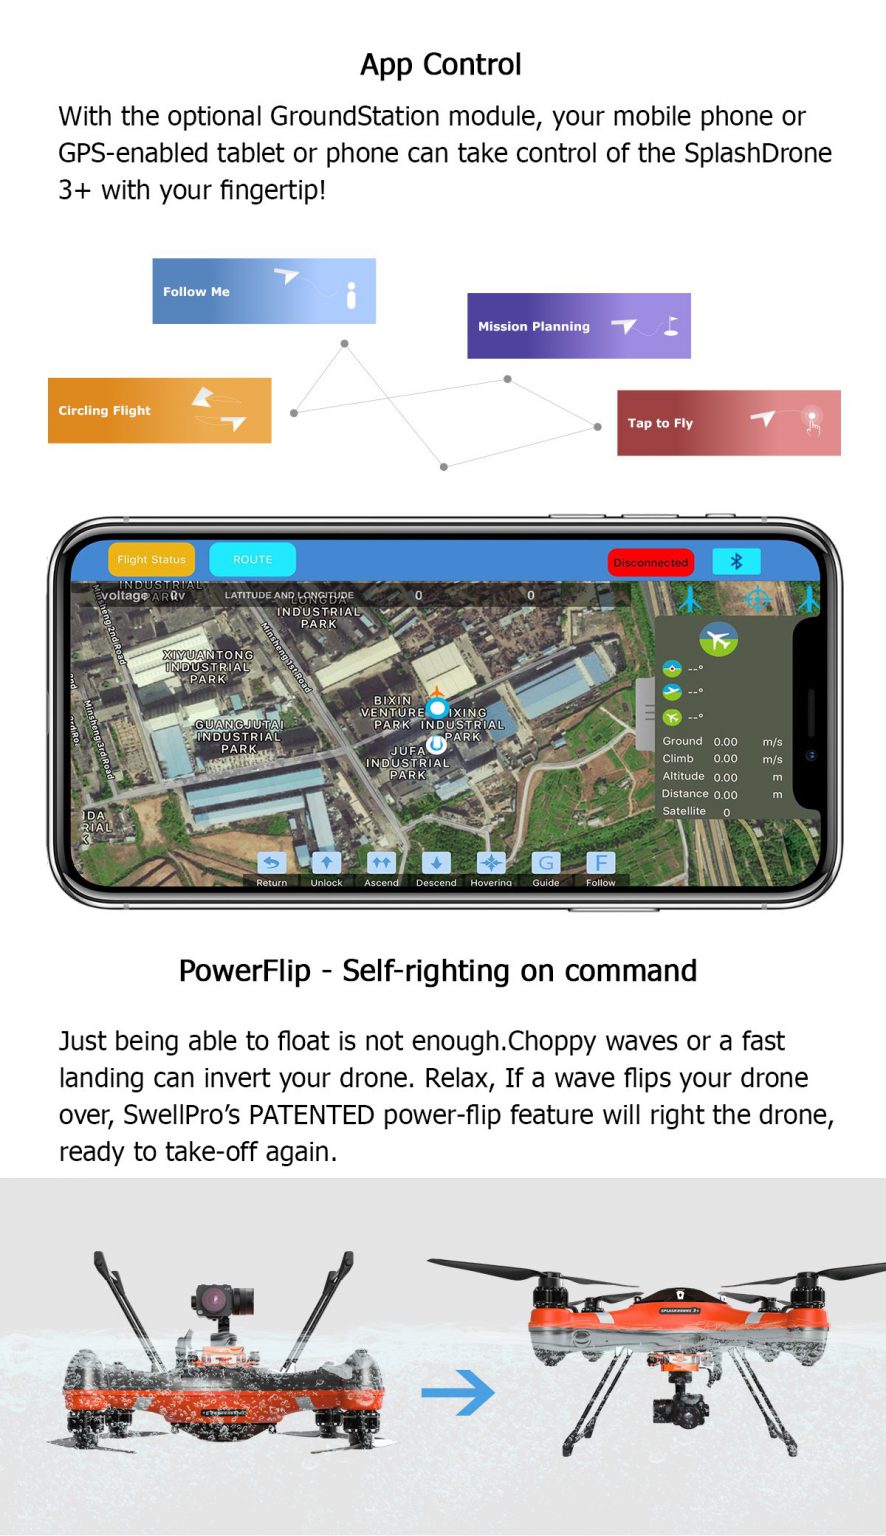 App Control
With the optional GroundStation module, your mobile phone or
GPS-enabled tablet or phone can take control of the SplashDrone
3+ with your fingertip!
Follow Me
Mission Planning
Circling Flight
Tap to Fly
Flight Status
ROUTE
Disconnected
INDUSTRIAL
PARK
voltage 0v
LATITUDE AND LONGITUDE
0
0
LONGDA
INDUSTRIAL
PARK
Minsheng 2nd Road
Minsheng 1st Road
XIYUANTONG
INDUSTRIAL
PARK
--°
--°
BIXIN
VENTURE
PARK
IXING
INDUSTRIAL
PARK
--°
Minsheng 3rd Road
GUANGJUTAI
INDUSTRIAL
PARK
JUFA
INDUSTRIAL
PARK
Ground 0.00 m/s
Climb 0.00 m/s
Altitude 0.00 m
Distance 0.00 m
Satellite 0
IDA
RIAL
K
G
F
Return
Unlock
Ascend
Descend
Hovering
Guide
Follow
PowerFlip - Self-righting on command
Just being able to float is not enough.Choppy waves or a fast
landing can invert your drone. Relax, If a wave flips your drone
over, SwellPro’s PATENTED power-flip feature will right the drone,
ready to take-off again.
SPLASHDRONE 3+